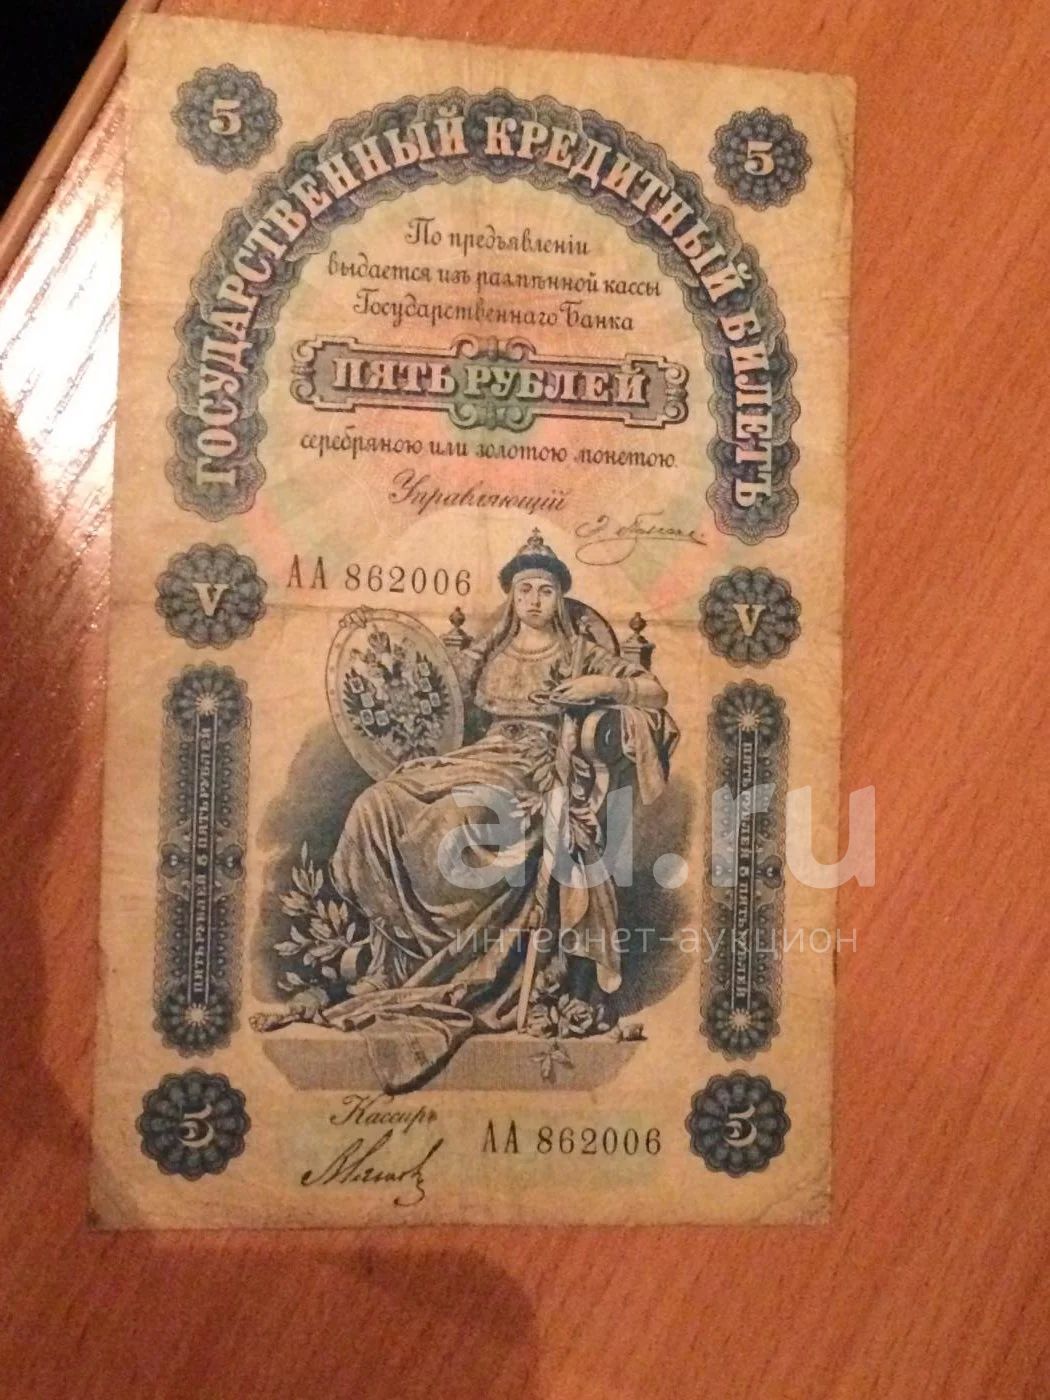 5
5
ГОСУДАРСТВЕННЫЙ КРЕДИТНЫЙ БИЛЕТЪ
По предъявленіи
выдается изъ размѣнной кассы
Государственнаго Банка
ПЯТЬ РУБЛЕЙ
серебряною или золотою монетою.
Управляющій
АА 862006
V
V
ПЯТЬ РУБЛЕЙ 5 ПЯТЬ РУБЛЕЙ
ПЯТЬ РУБЛЕЙ 5 ПЯТЬ РУБЛЕЙ
au.ru
интернет-аукцион
5
5
Кассиръ
АА 862006